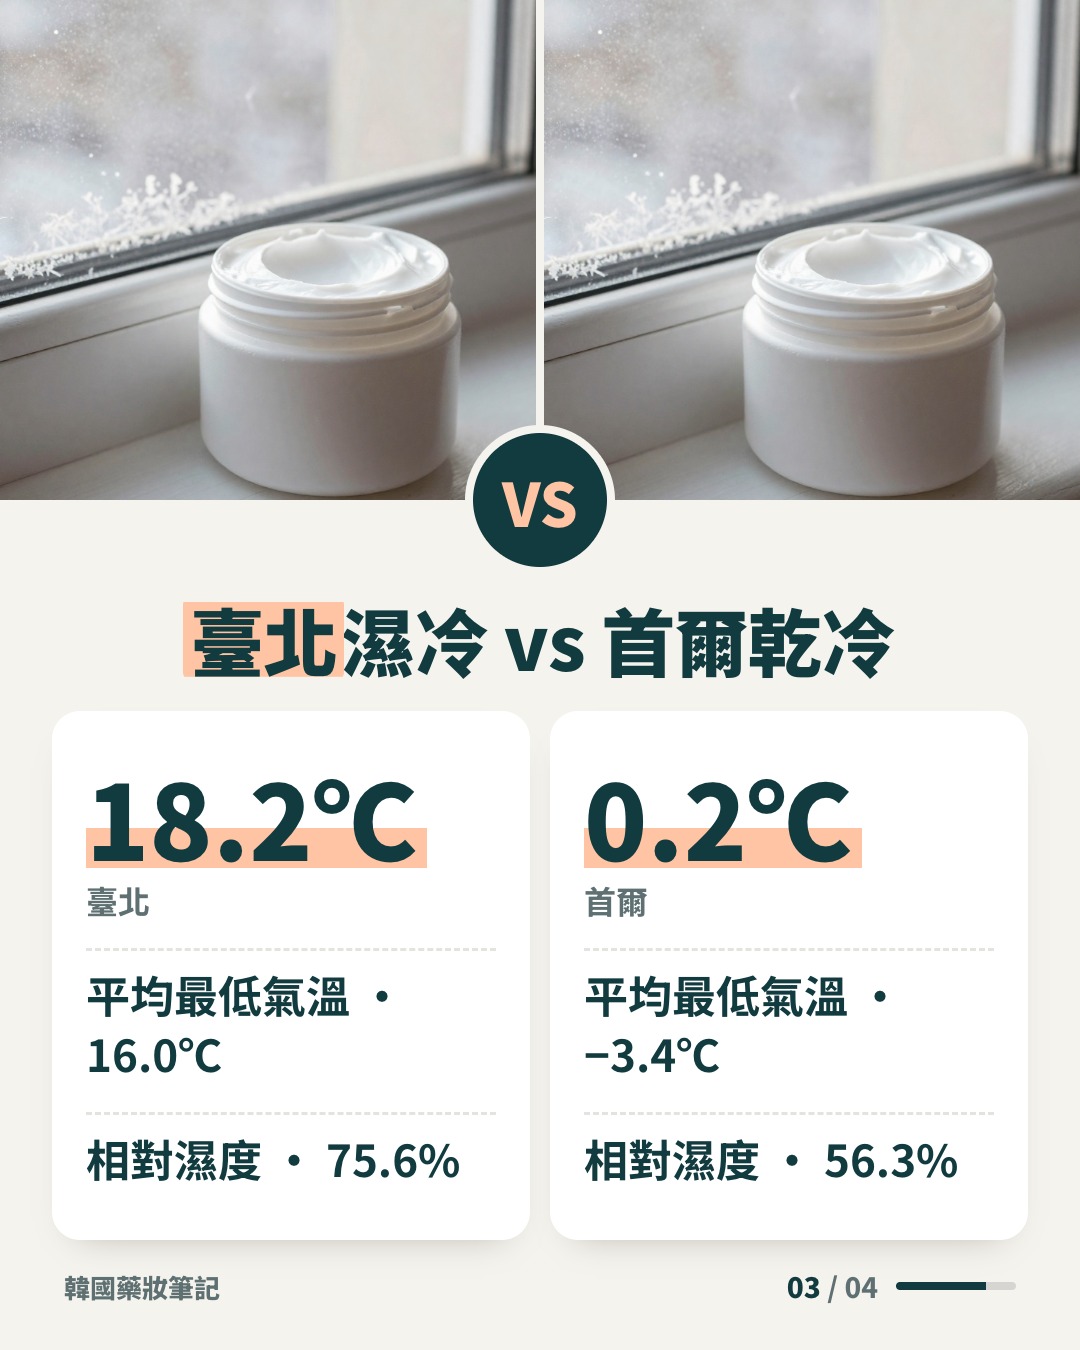 VS
臺北濕冷 vs 首爾乾冷
18.2°C
臺北
平均最低氣溫 ·
16.0°C
相對濕度 · 75.6%
0.2°C
首爾
平均最低氣溫 ·
−3.4°C
相對濕度 · 56.3%
韓國藥妝筆記
03 / 04